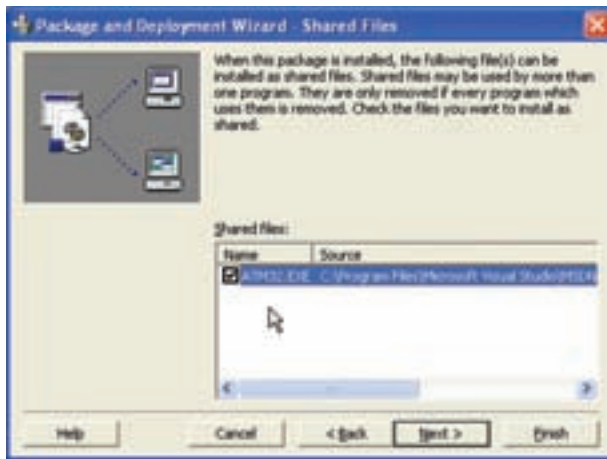 Package and Deployment Wizard - Shared Files
When this package is installed, the following file(s) can be
installed as shared files. Shared files may be used by more than
one program. They are only removed if every program which
uses them is removed. Check the files you want to install as
shared.
Shared files:
Name Source
ATM32.EXE C:\Program Files\Microsoft Visual Studio\MSDN
Help Cancel < Back Next > Finish